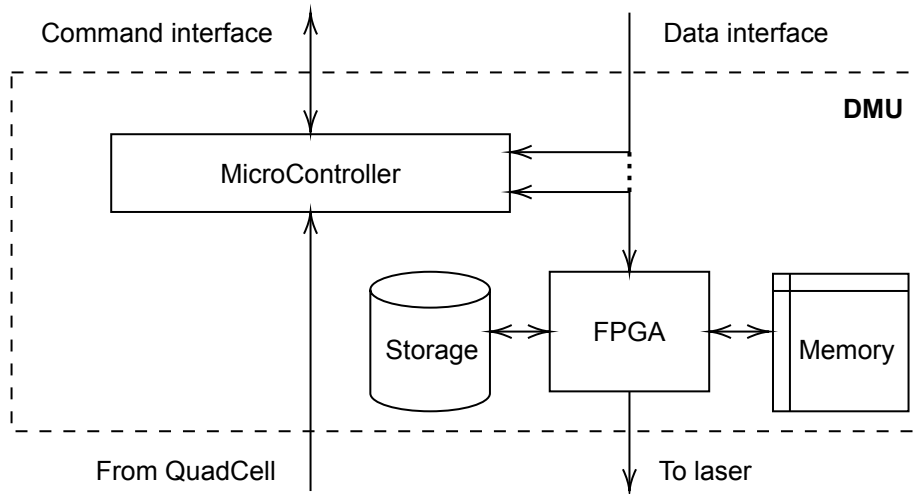 Command interface
Data interface
DMU
MicroController
Storage
FPGA
Memory
From QuadCell
To laser